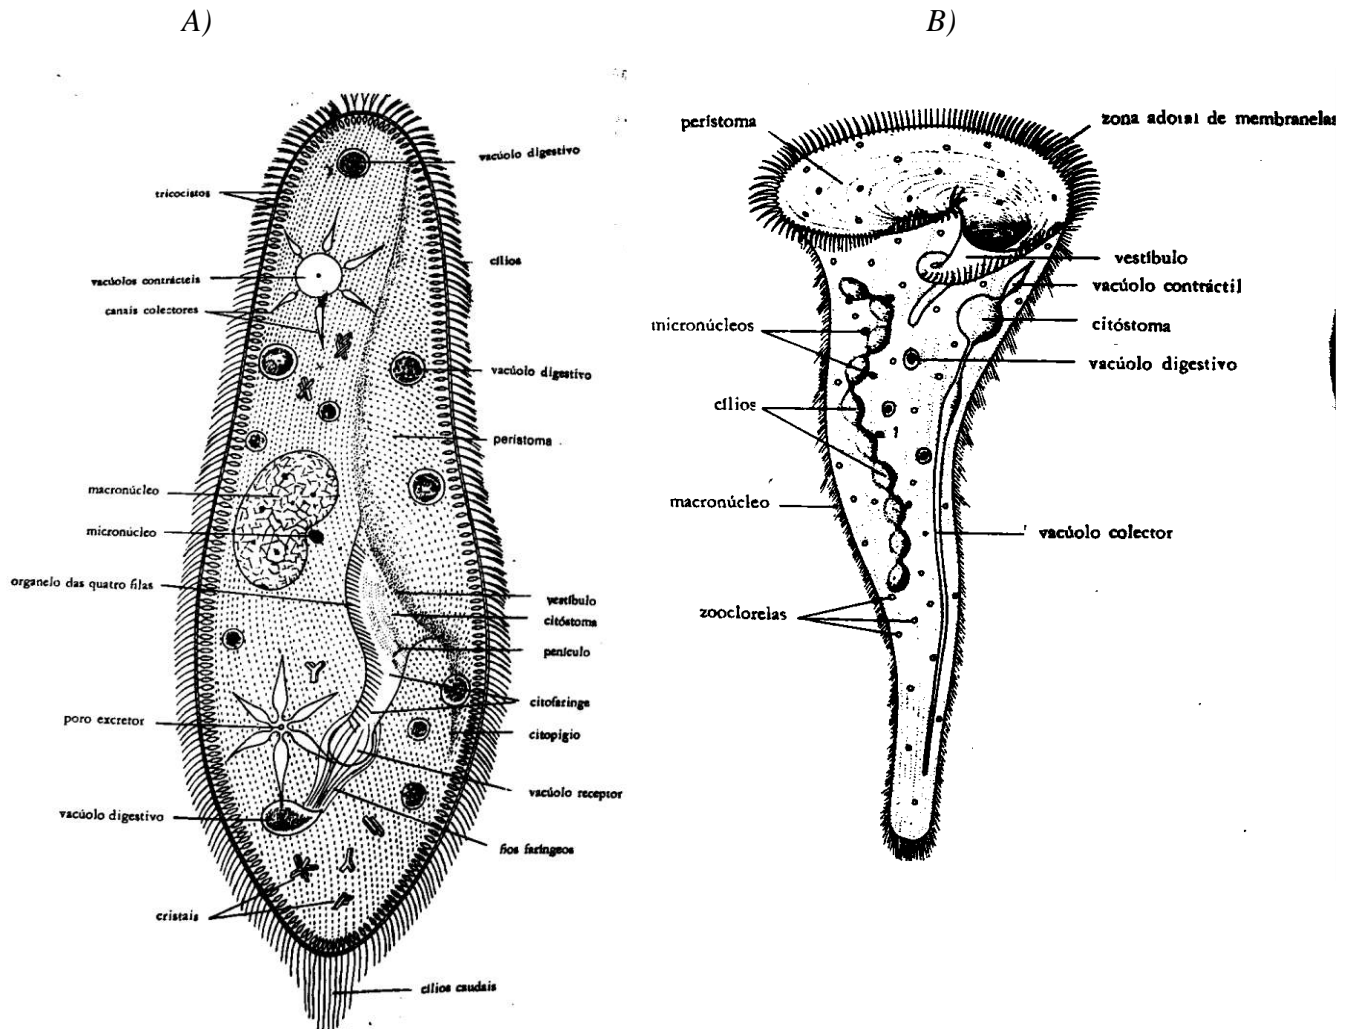 A)
B)
vacúolo digestivo
tricocistos
cílios
vacúolos contrácteis
canais colectores
vacúolo digestivo
perístoma
macronúcleo
micronúcleo
organelo das quatro filas
vestíbulo
citóstoma
penículo
citofaringe
poro excretor
citopígio
vacúolo receptor
vacúolo digestivo
fios faríngeos
cristais
cílios caudais
perístoma
zona adoral de membranelas
vestíbulo
vacúolo contráctil
micronúcleos
citóstoma
vacúolo digestivo
cílios
macronúcleo
vacúolo colector
zooclorelas